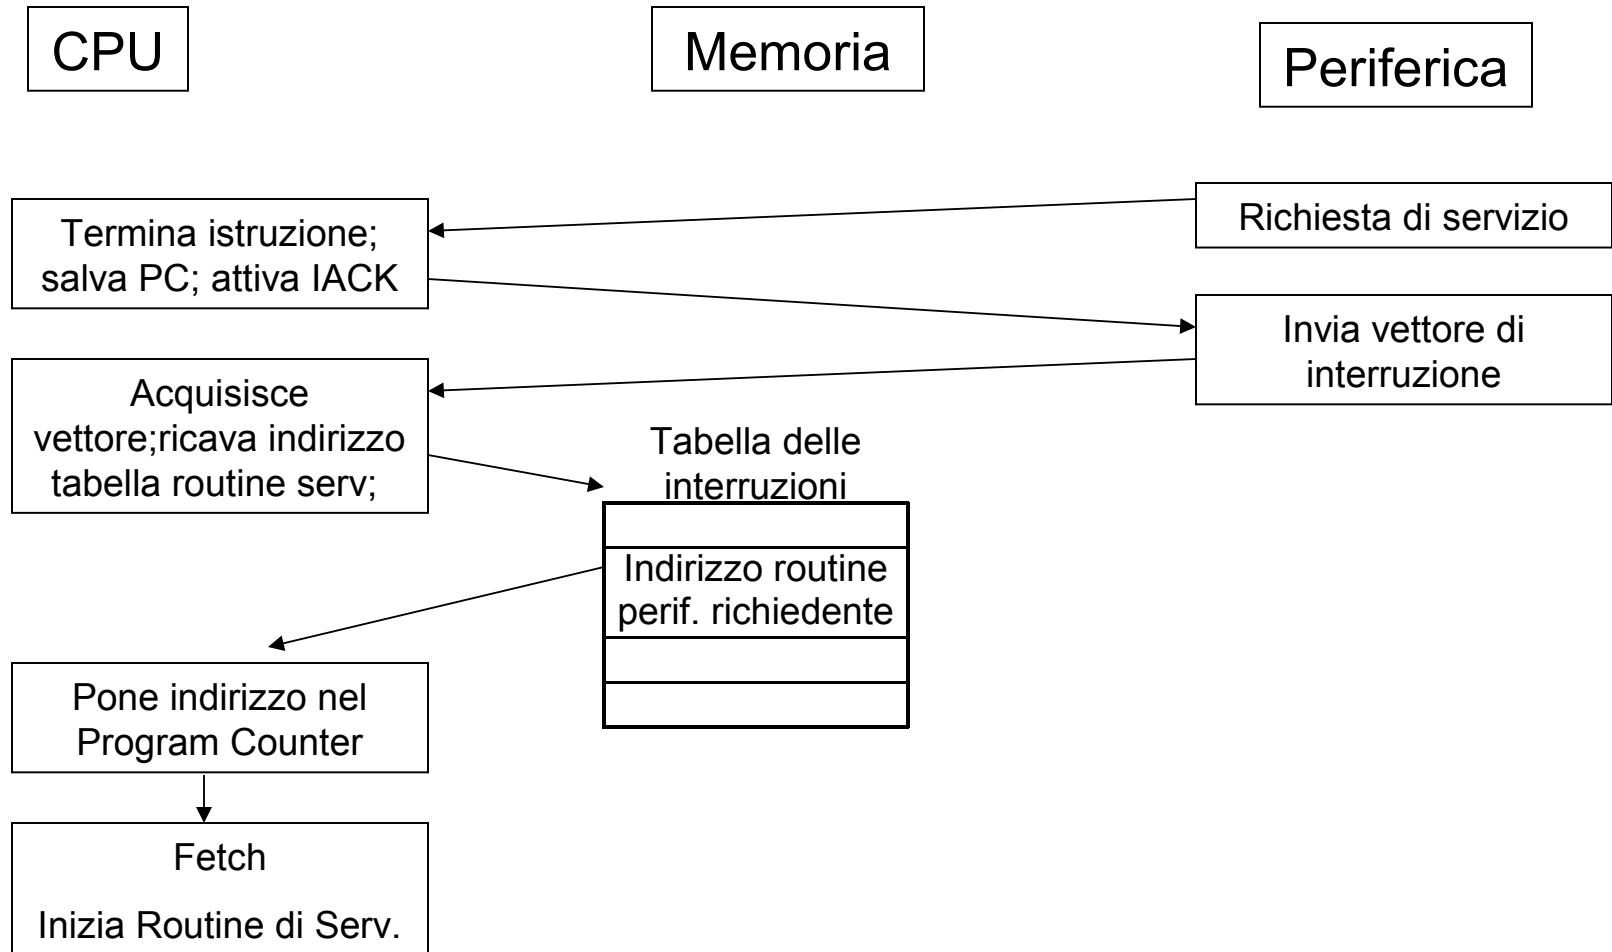 CPU
Memoria
Periferica
Richiesta di servizio
Termina istruzione;
salva PC; attiva IACK
Invia vettore di
interruzione
Acquisisce
vettore;ricava indirizzo
tabella routine serv;
Tabella delle
interruzioni
Indirizzo routine
perif. richiedente
Pone indirizzo nel
Program Counter
Fetch
Inizia Routine di Serv.